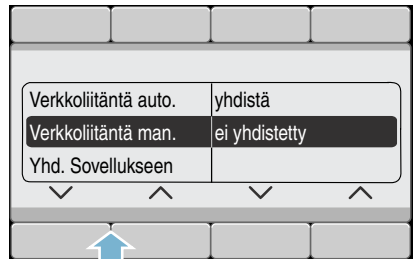 Verkkoliitäntä auto. yhdistä
Verkkoliitäntä man. ei yhdistetty
Yhd. Sovellukseen